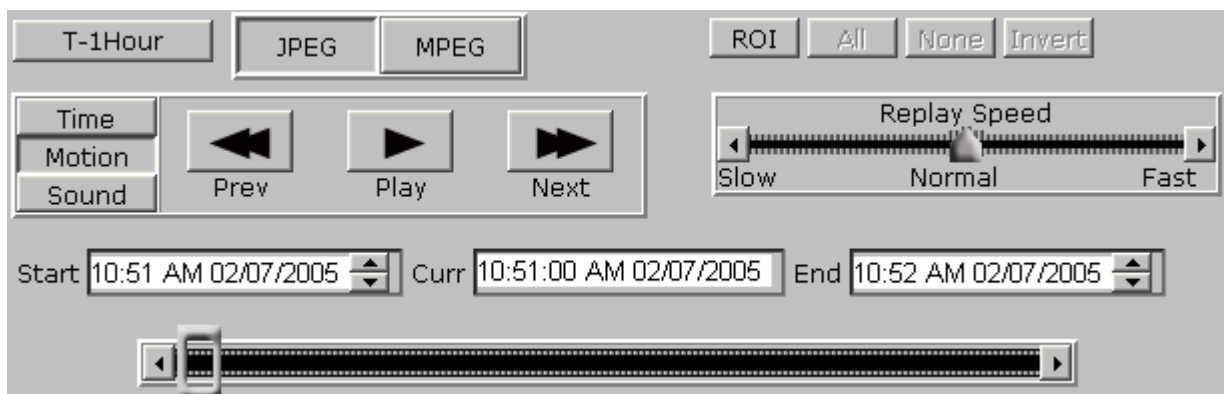 T-1Hour JPEG MPEG ROI All None Invert
Time
Motion
Sound
Prev Play Next
Replay Speed
Slow Normal Fast
Start 10:51 AM 02/07/2005 Curr 10:51:00 AM 02/07/2005 End 10:52 AM 02/07/2005